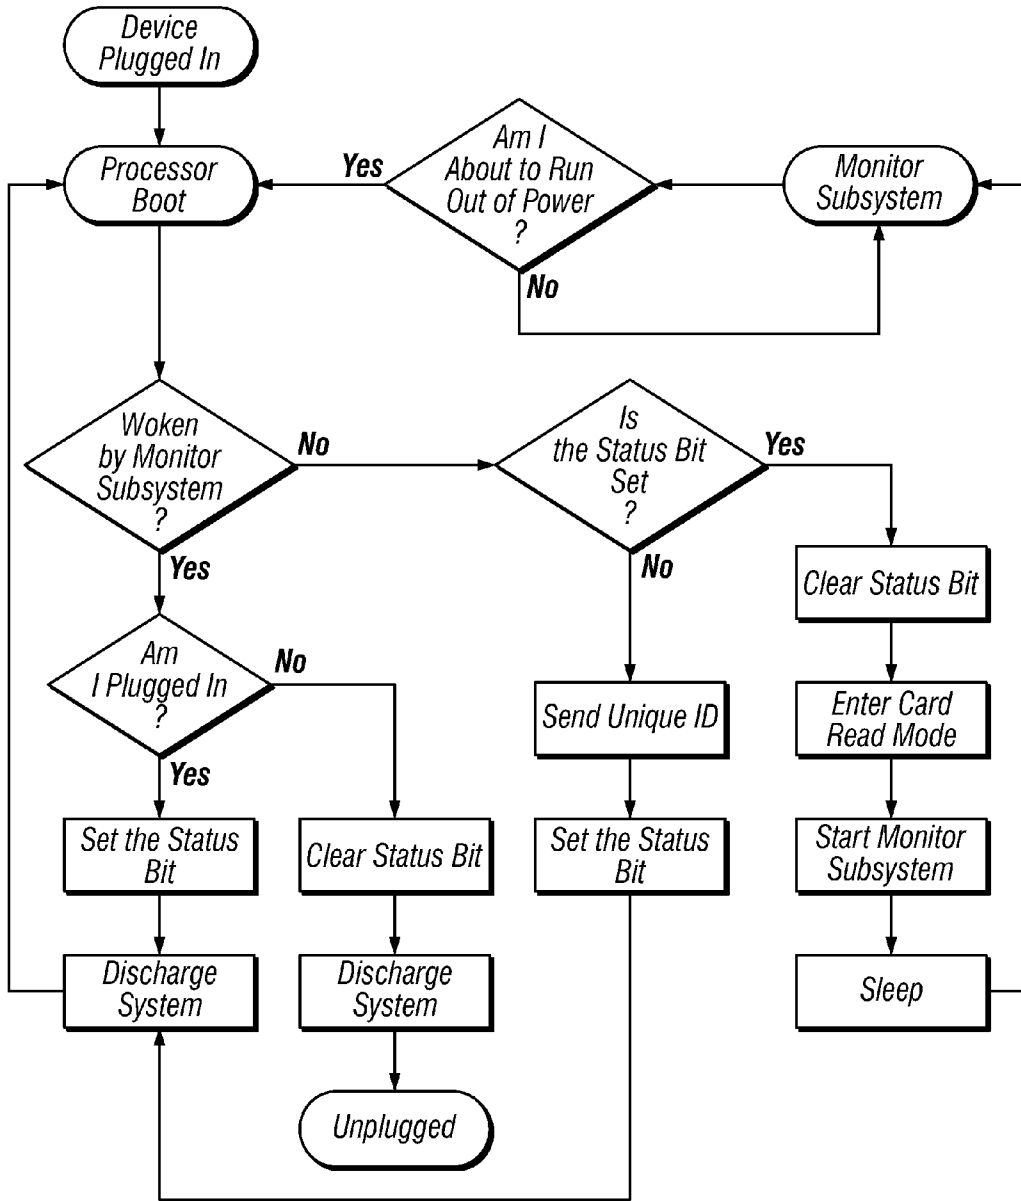 Device
Plugged In
Processor
Boot
Yes
Am I
About to Run
Out of Power
?
No
Monitor
Subsystem
Woken
by Monitor
Subsystem
?
No
Yes
Is
the Status Bit
Set
?
Yes
No
Clear Status Bit
Am
I Plugged In
?
No
Yes
Send Unique ID
Enter Card
Read Mode
Set the Status
Bit
Clear Status Bit
Set the Status
Bit
Start Monitor
Subsystem
Discharge
System
Discharge
System
Sleep
Unplugged